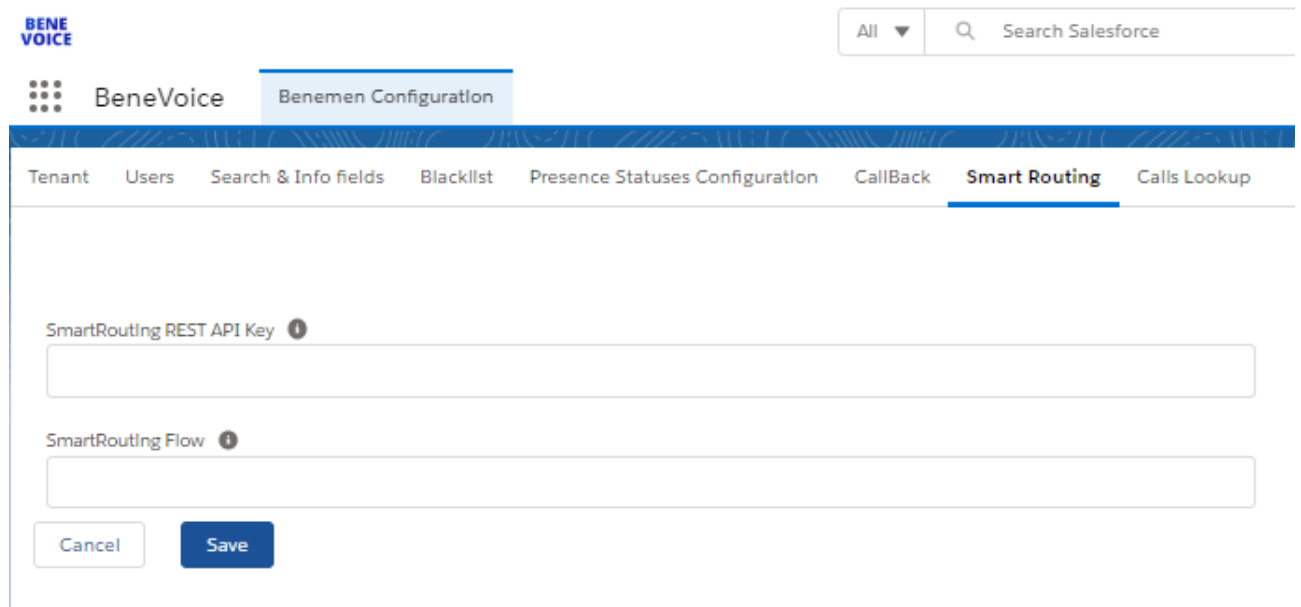 BENE
VOICE
All
Search Salesforce
BeneVoice
Benemen Configuration
Tenant Users Search & Info fields Blacklist Presence Statuses Configuration CallBack Smart Routing Calls Lookup
SmartRouting REST API Key
SmartRouting Flow
Cancel Save